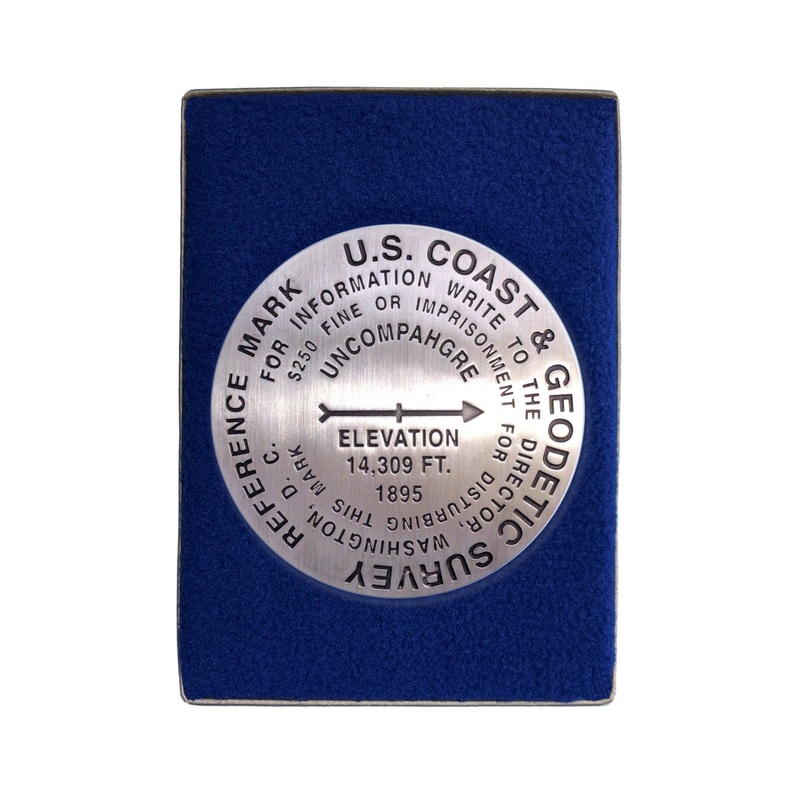 U.S. COAST & GEODETIC SURVEY
REFERENCE MARK
FOR INFORMATION WRITE TO THE DIRECTOR, WASHINGTON, D. C.
$250 FINE OR IMPRISONMENT FOR DISTURBING THIS MARK
UNCOMPAHGRE
ELEVATION
14,309 FT.
1895